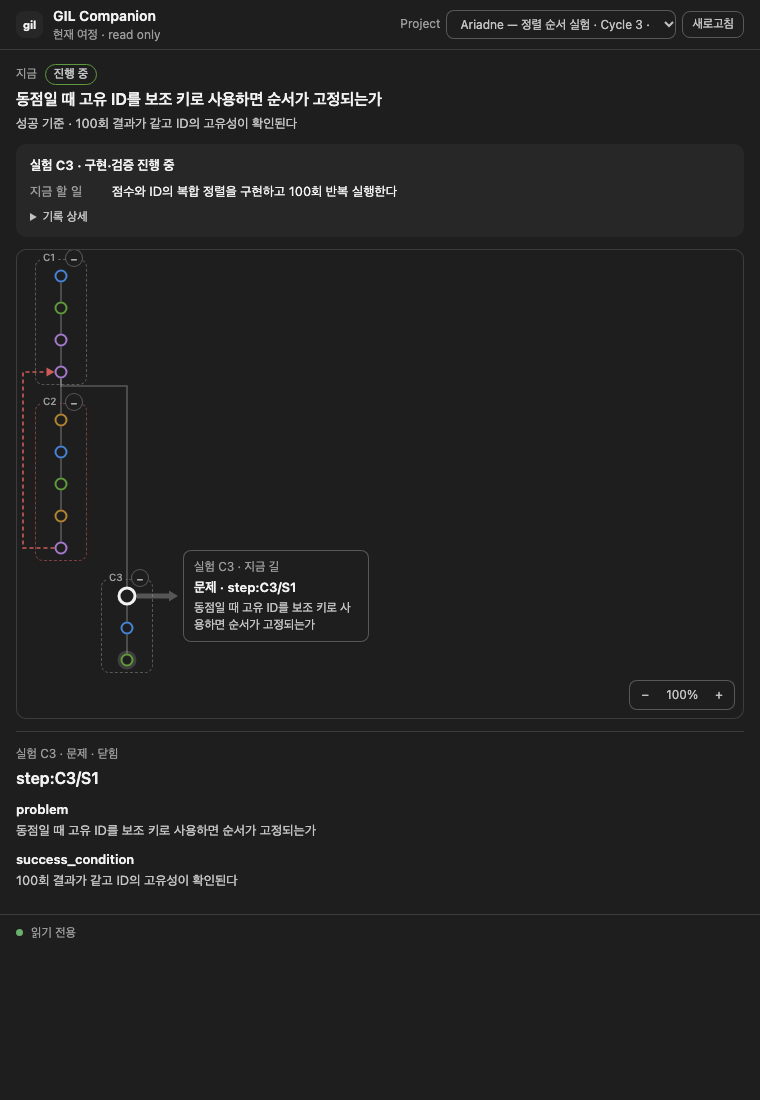 gil
GIL Companion
현재 여정 · read only
Project
Ariadne — 정렬 순서 실험 · Cycle 3 ·
새로고침
지금
진행 중
동점일 때 고유 ID를 보조 키로 사용하면 순서가 고정되는가
성공 기준 · 100회 결과가 같고 ID의 고유성이 확인된다
실험 C3 · 구현·검증 진행 중
지금 할 일
점수와 ID의 복합 정렬을 구현하고 100회 반복 실행한다
▶ 기록 상세
C1
−
C2
−
C3
−
실험 C3 · 지금 길
문제 · step:C3/S1
동점일 때 고유 ID를 보조 키로 사
용하면 순서가 고정되는가
− 100% +
실험 C3 · 문제 · 닫힘
step:C3/S1
problem
동점일 때 고유 ID를 보조 키로 사용하면 순서가 고정되는가
success_condition
100회 결과가 같고 ID의 고유성이 확인된다
읽기 전용